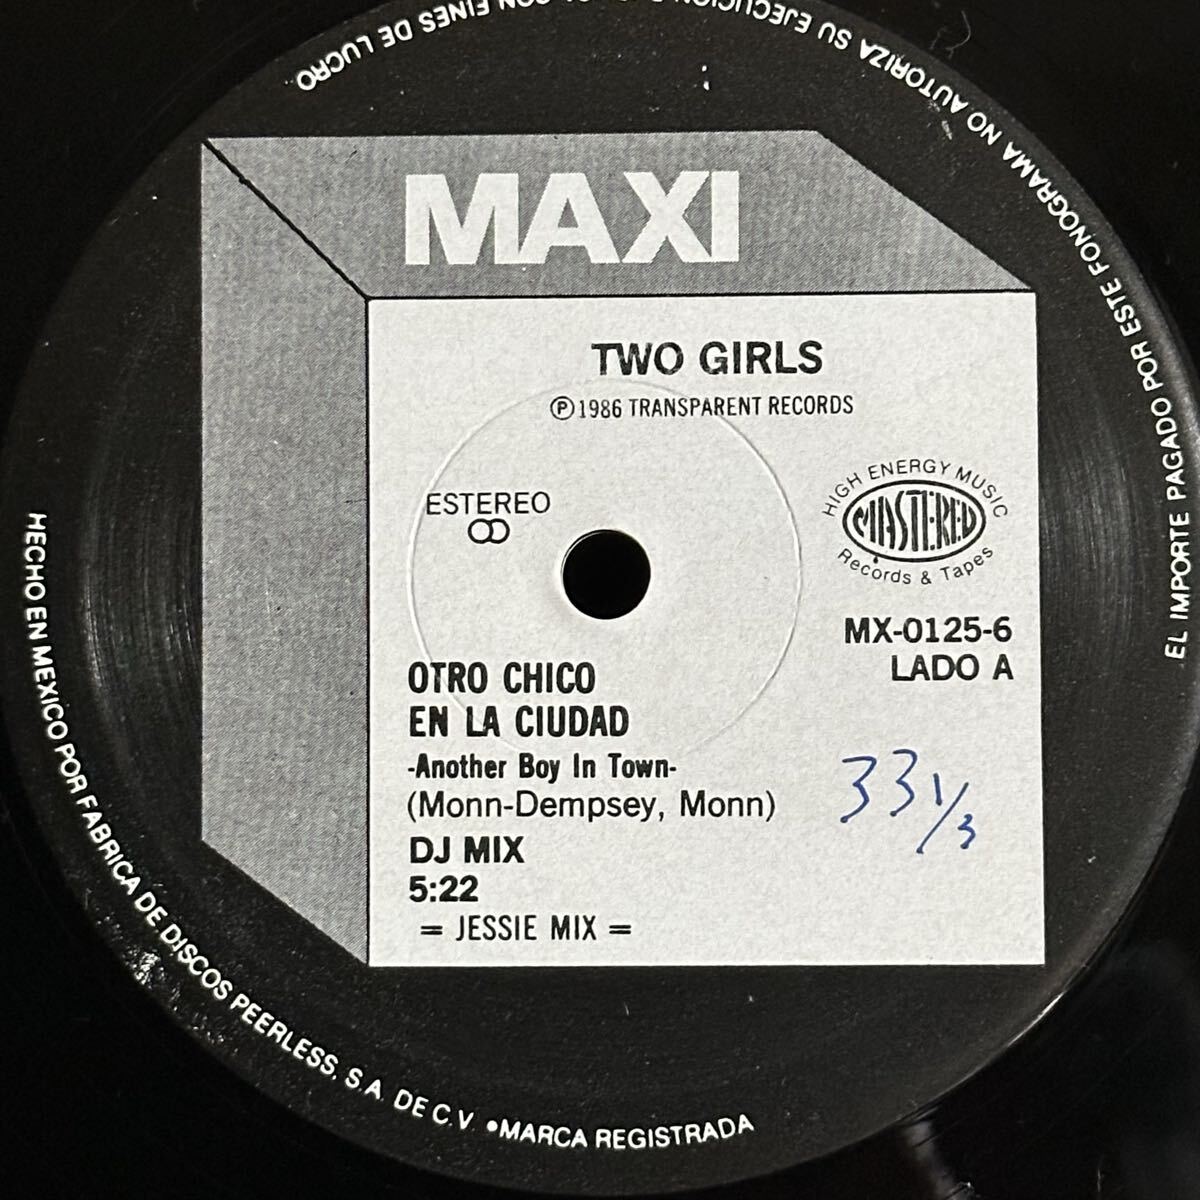 MAXI
TWO GIRLS
Ⓟ1986 TRANSPARENT RECORDS
ESTEREO
HIGH ENERGY MUSIC
MASTERED
Records & Tapes
MX-0125-6
LADO A
OTRO CHICO
EN LA CIUDAD
-Another Boy In Town-
(Monn-Dempsey, Monn)
DJ MIX
5:22
= JESSIE MIX =
33 1/3
HECHO EN MEXICO POR FABRICA DE DISCOS PEERLESS, S.A. DE C.V •MARCA REGISTRADA
EL IMPORTE PAGADO POR ESTE FONOGRAMA NO AUTORIZA SU EJECUCION CON FINES DE LUCRO